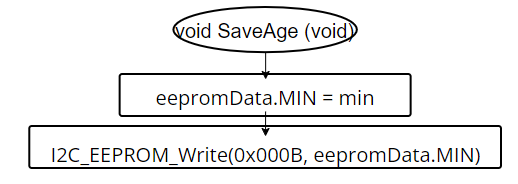 void SaveAge (void)
eepromData.MIN = min
I2C_EEPROM_Write(0x000B, eepromData.MIN)